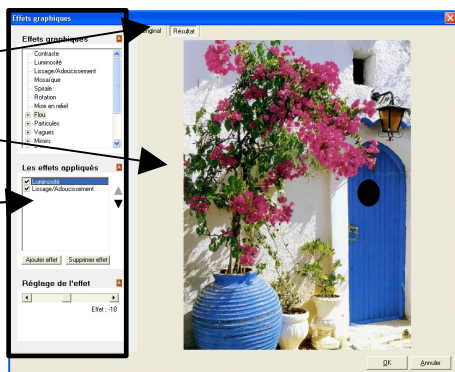 Effets graphiques
Original Résultat
Effets graphiques
Contraste
Luminosité
Lissage/Adoucissement
Mosaïque
Spirale
Rotation
Mise en relief
Flou
Particules
Vagues
Miroirs
Les effets appliqués
Luminosité
Lissage/Adoucissement
Ajouter effet Supprimer effet
Réglage de l'effet
Effet : -18
OK Annuler